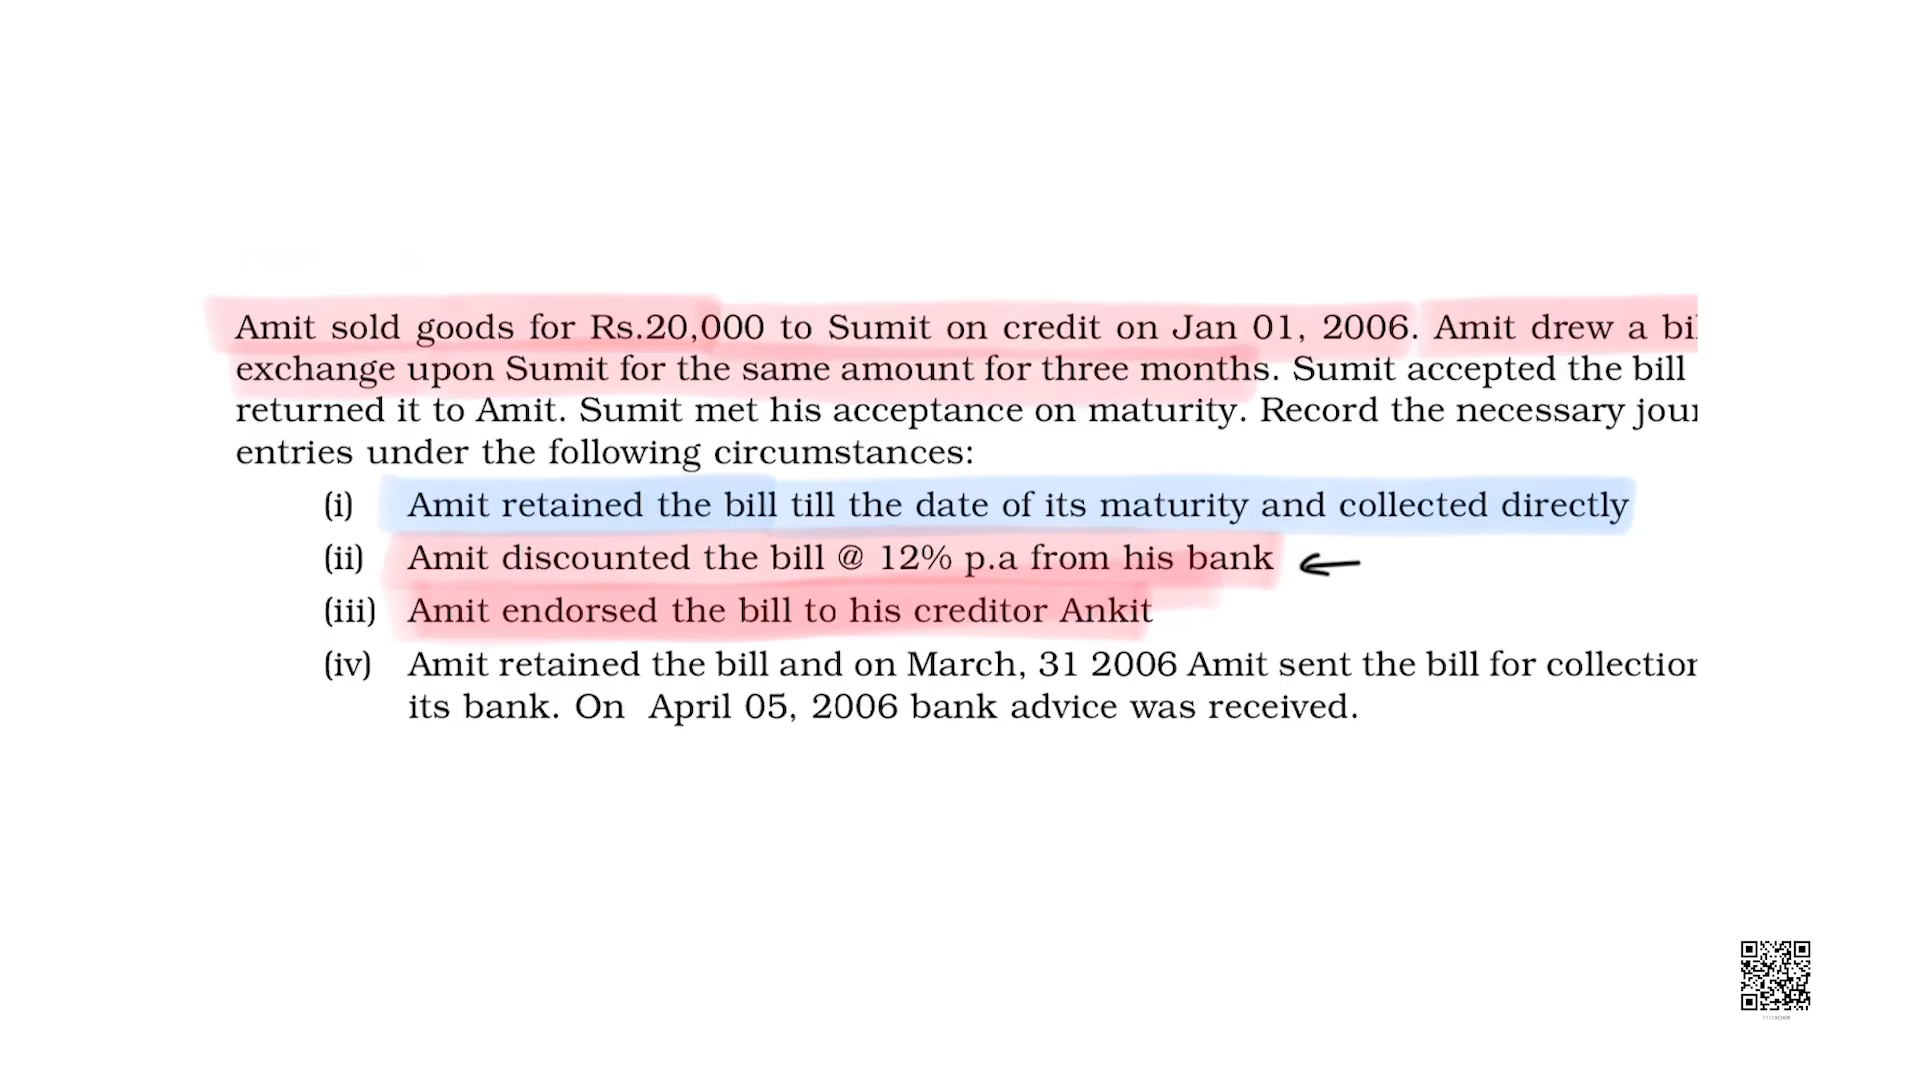 Amit sold goods for Rs.20,000 to Sumit on credit on Jan 01, 2006. Amit drew a bi
exchange upon Sumit for the same amount for three months. Sumit accepted the bill
returned it to Amit. Sumit met his acceptance on maturity. Record the necessary jour
entries under the following circumstances:
(i) Amit retained the bill till the date of its maturity and collected directly
(ii) Amit discounted the bill @ 12% p.a from his bank
(iii) Amit endorsed the bill to his creditor Ankit
(iv) Amit retained the bill and on March, 31 2006 Amit sent the bill for collection
its bank. On April 05, 2006 bank advice was received.